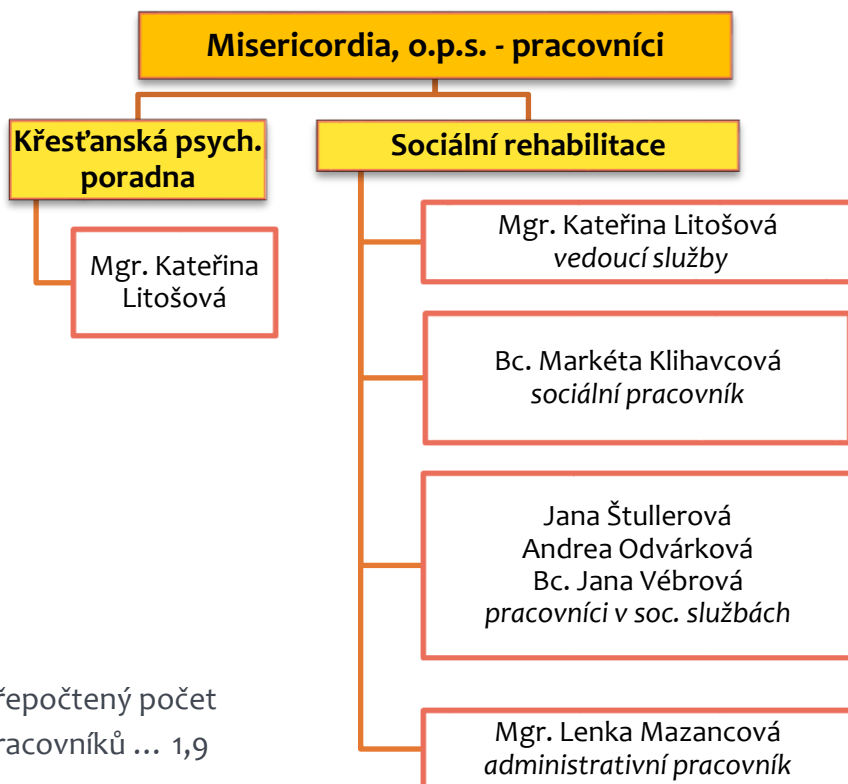 Misericordia, o.p.s. - pracovníci
Křesťanská psych.
poradna
Mgr. Kateřina
Litošová
Sociální rehabilitace
Mgr. Kateřina Litošová
vedoucí služby
Bc. Markéta Klihavcová
sociální pracovník
Jana Štullerová
Andrea Odvárková
Bc. Jana Vébrová
pracovníci v soc. službách
Mgr. Lenka Mazancová
administrativní pracovník
řepočtený počet
racovníků ... 1,9